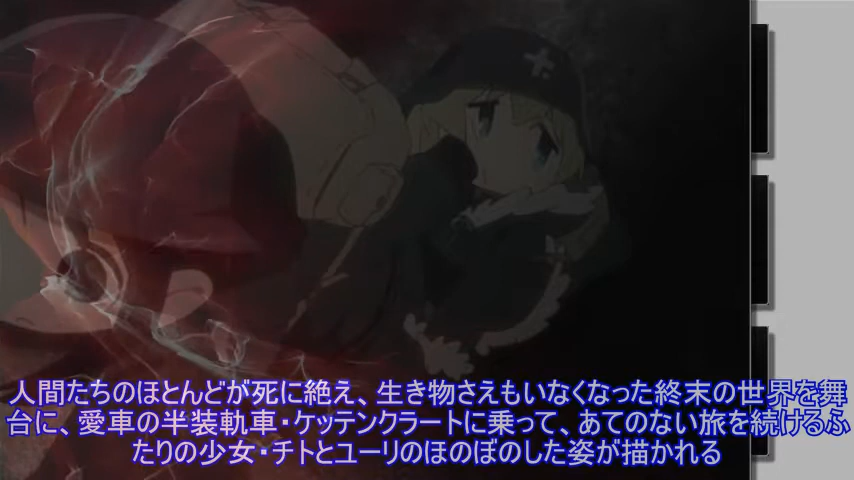 人間たちのほとんどが死に絶え、生き物さえもいなくなった終末の世界を舞
台に、愛車の半装軌車・ケッテンクラートに乗って、あてのない旅を続けるふ
たりの少女・チトとユーリのほのぼのした姿が描かれる